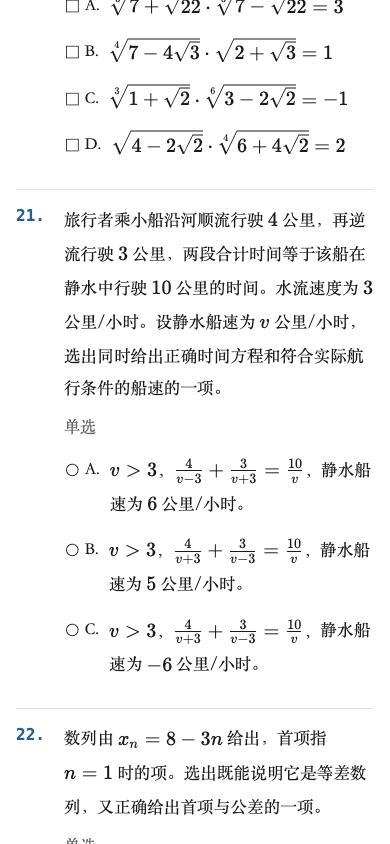 □ A. ∛7 + √22 · ∛7 − √22 = 3
□ B. ∜(7 − 4√3) · √(2 + √3) = 1
□ C. ∛(1 + √2) · ⁶√(3 − 2√2) = −1
□ D. √(4 − 2√2) · ∜(6 + 4√2) = 2
21. 旅行者乘小船沿河顺流行驶 4 公里，再逆
流行驶 3 公里，两段合计时间等于该船在
静水中行驶 10 公里的时间。水流速度为 3
公里/小时。设静水船速为 v 公里/小时，
选出同时给出正确时间方程和符合实际航
行条件的船速的一项。
单选
○ A. v > 3， 4/(v−3) + 3/(v+3) = 10/v，静水船
速为 6 公里/小时。
○ B. v > 3， 4/(v+3) + 3/(v−3) = 10/v，静水船
速为 5 公里/小时。
○ C. v > 3， 4/(v+3) + 3/(v−3) = 10/v，静水船
速为 −6 公里/小时。
22. 数列由 xₙ = 8 − 3n 给出，首项指
n = 1 时的项。选出既能说明它是等差数
列，又正确给出首项与公差的一项。
单选